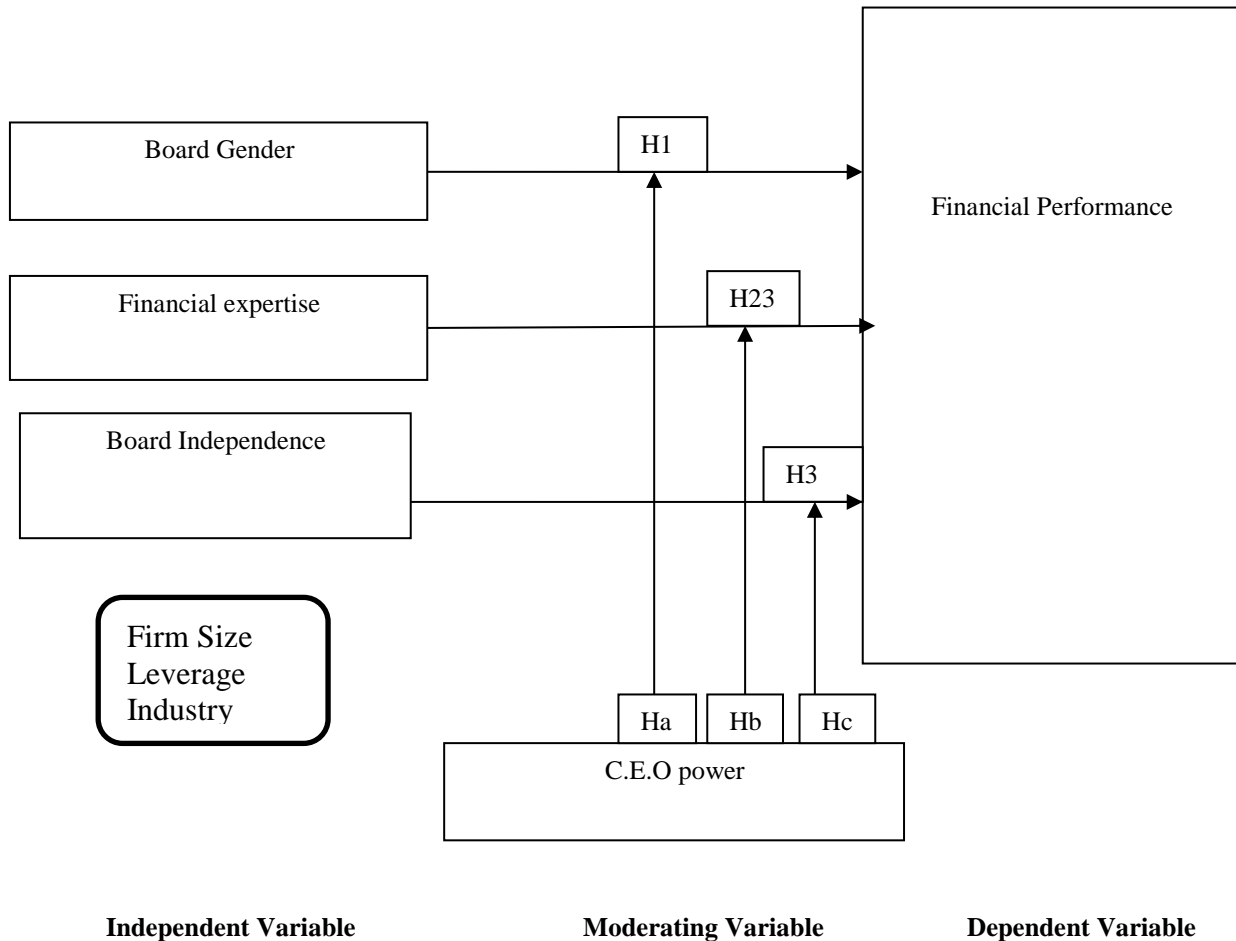 Board Gender
H1
Financial Performance
Financial expertise
H23
Board Independence
H3
Firm Size
Leverage
Industry
Ha
Hb
Hc
C.E.O power
Independent Variable
Moderating Variable
Dependent Variable